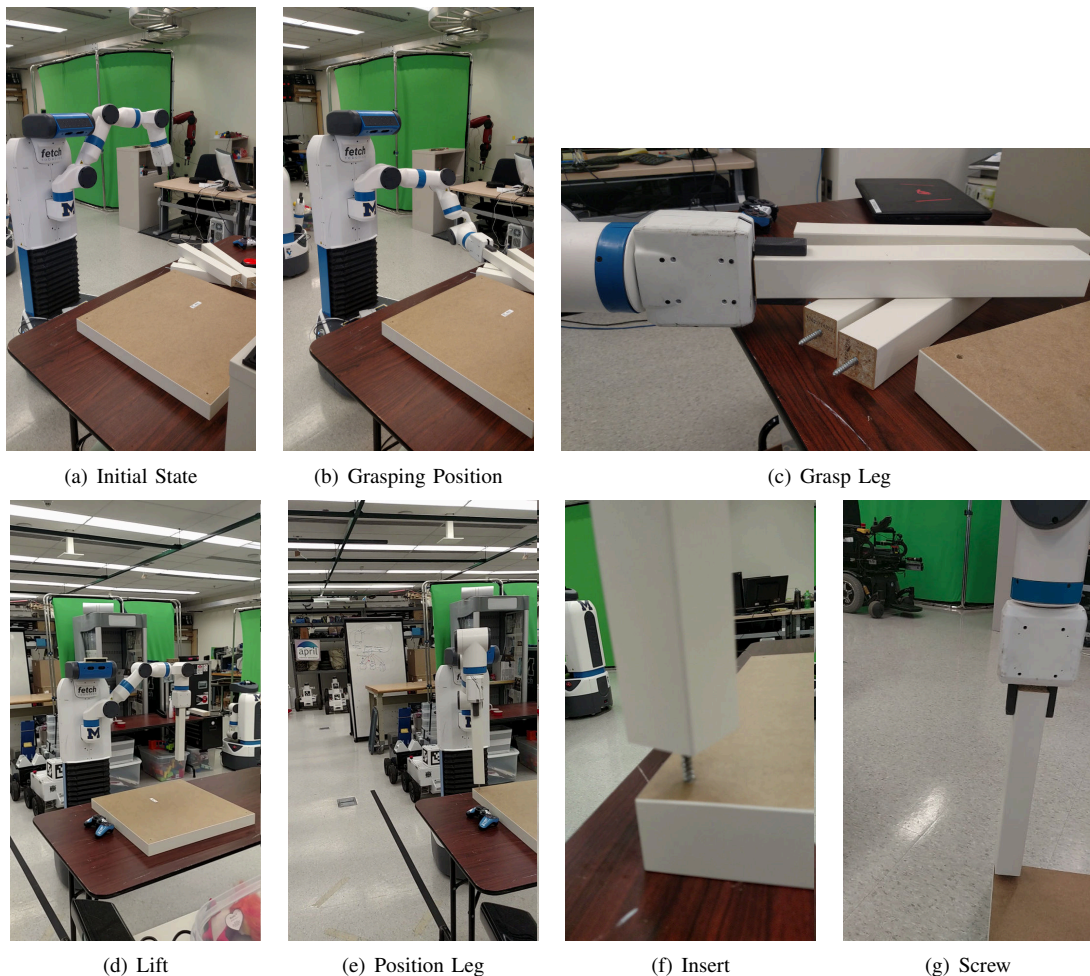 fetch
M
fetch
M
(a) Initial State
(b) Grasping Position
(c) Grasp Leg
fetch
M
april
(d) Lift
(e) Position Leg
(f) Insert
(g) Screw